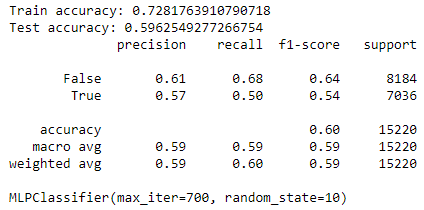 Train accuracy: 0.7281763910790718
Test accuracy: 0.5962549277266754
precision recall f1-score support
False 0.61 0.68 0.64 8184
True 0.57 0.50 0.54 7036
accuracy 0.60 15220
macro avg 0.59 0.59 0.59 15220
weighted avg 0.59 0.60 0.59 15220
MLPClassifier(max_iter=700, random_state=10)